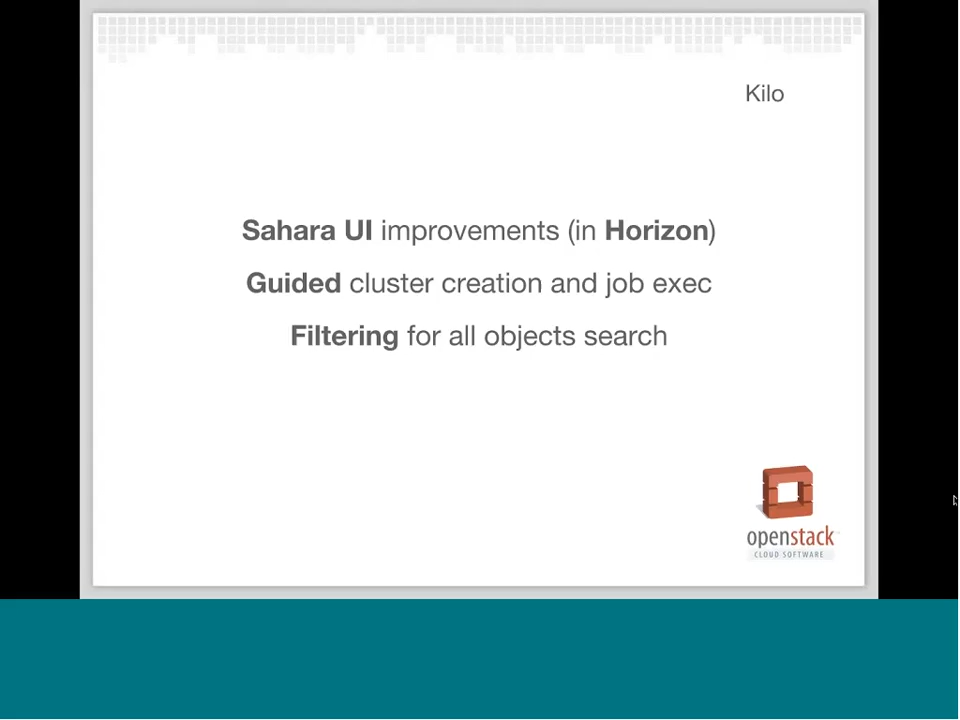 Kilo
Sahara UI improvements (in Horizon)
Guided cluster creation and job exec
Filtering for all objects search
openstack
CLOUD SOFTWARE